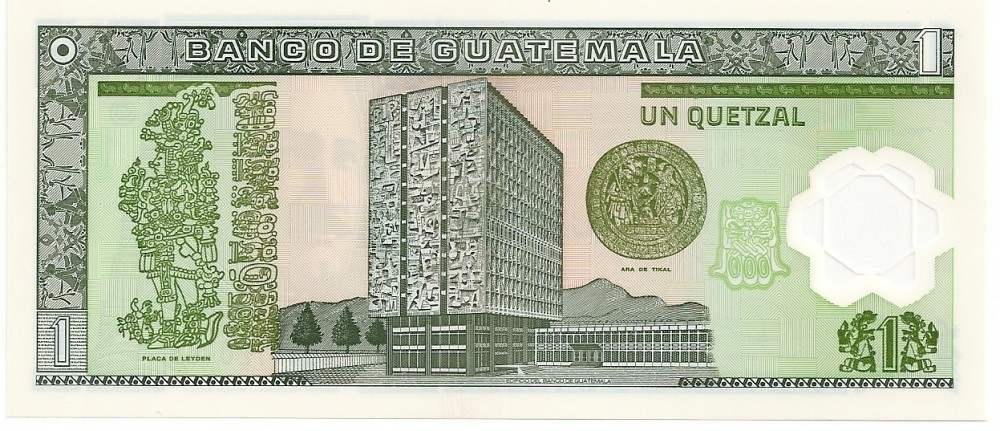 BANCO DE GUATEMALA
1
UN QUETZAL
ARA DE TIKAL
1
PLACA DE LEYDEN
EDIFICIO DEL BANCO DE GUATEMALA
1